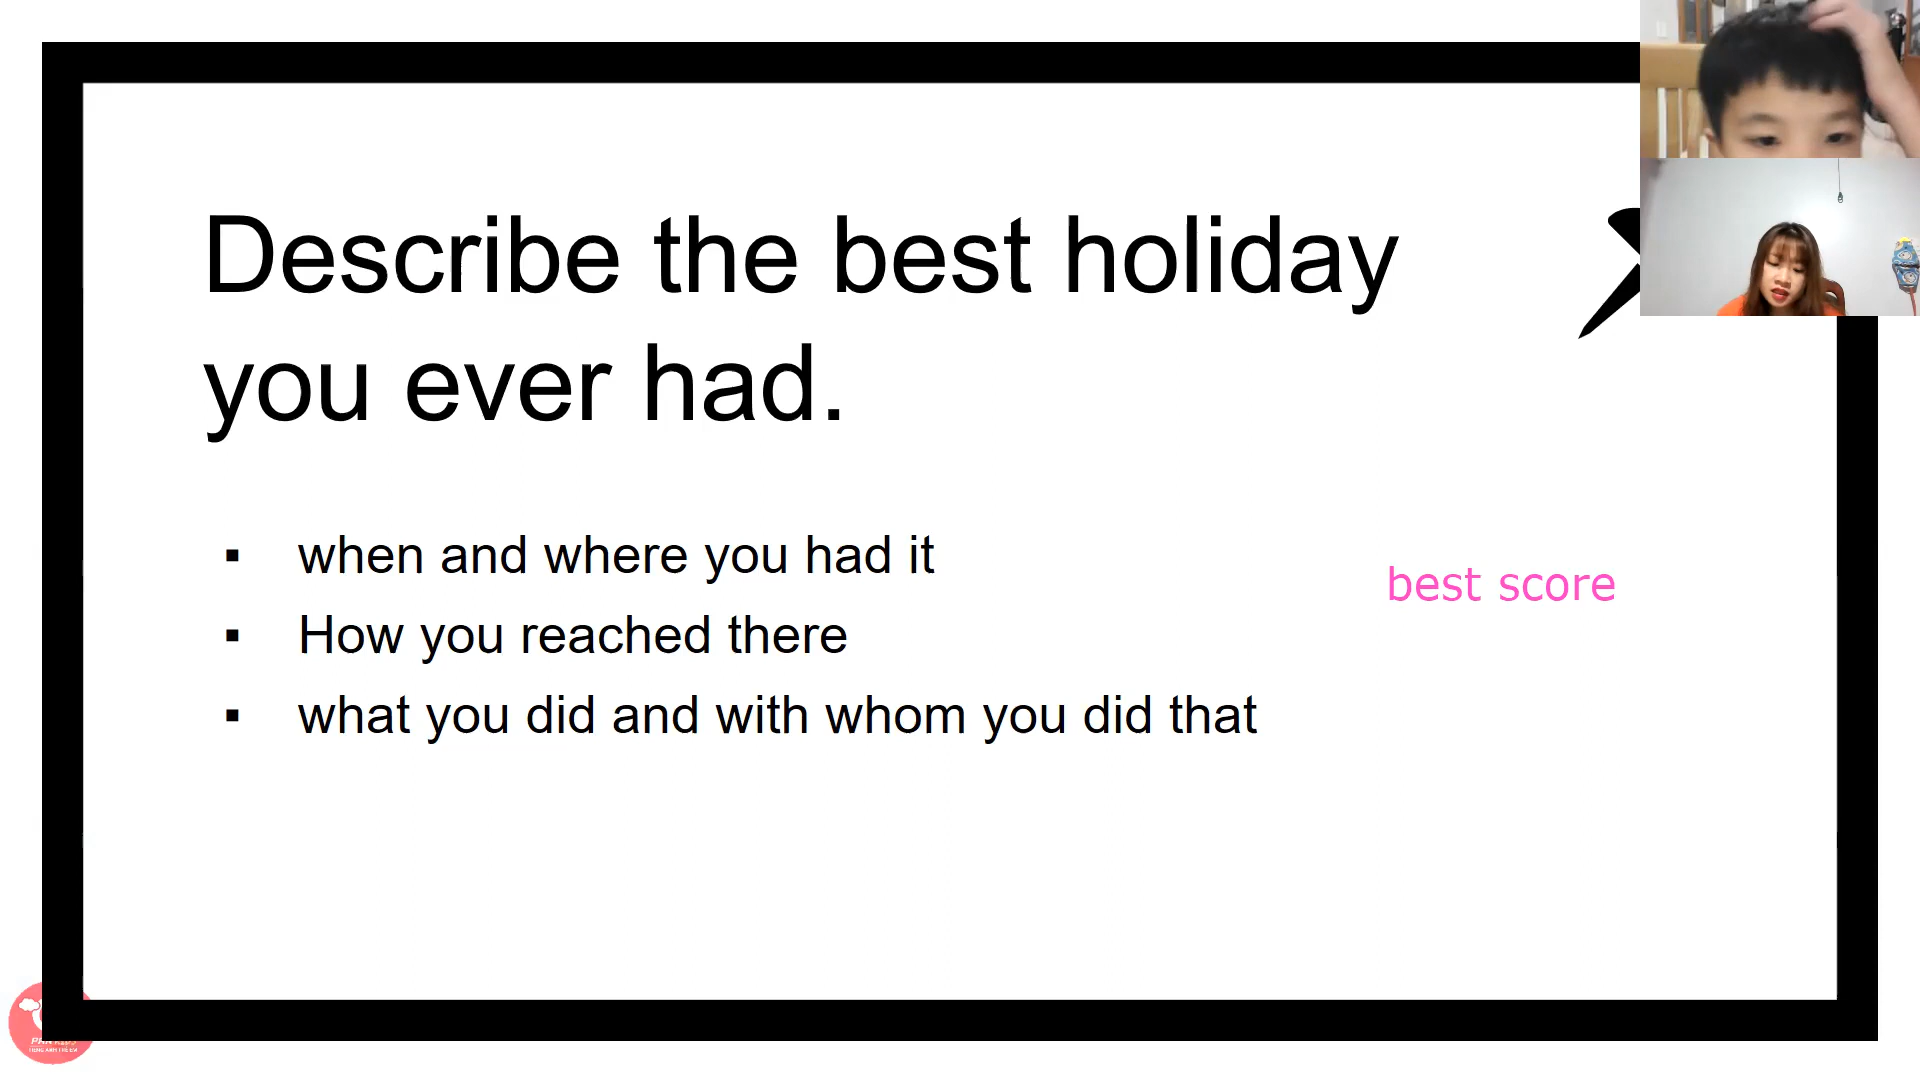 Describe the best holiday
you ever had.
▪ when and where you had it
best score
▪ How you reached there
▪ what you did and with whom you did that